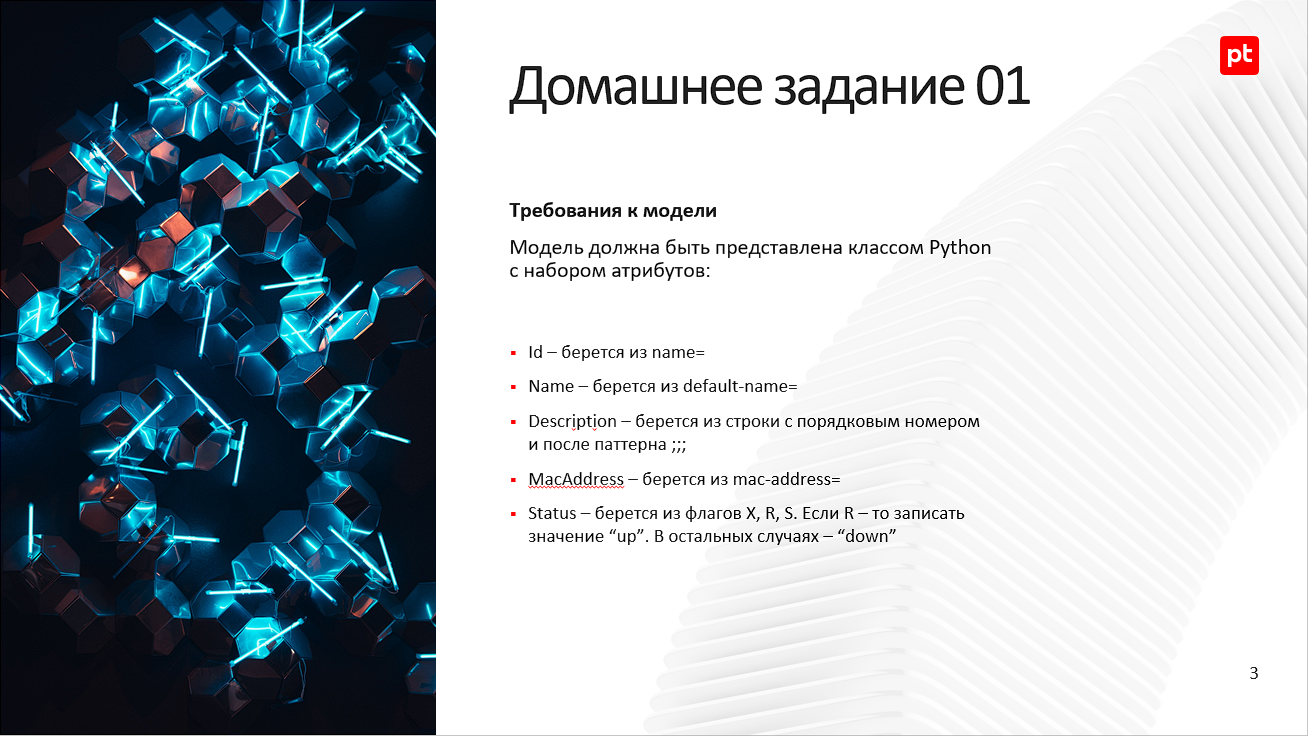 pt
Домашнее задание 01
Требования к модели
Модель должна быть представлена классом Python
с набором атрибутов:
Id – берется из name=
Name – берется из default-name=
Description – берется из строки с порядковым номером
и после паттерна ;;;
MacAddress – берется из mac-address=
Status – берется из флагов X, R, S. Если R – то записать
значение “up”. В остальных случаях – “down”
3